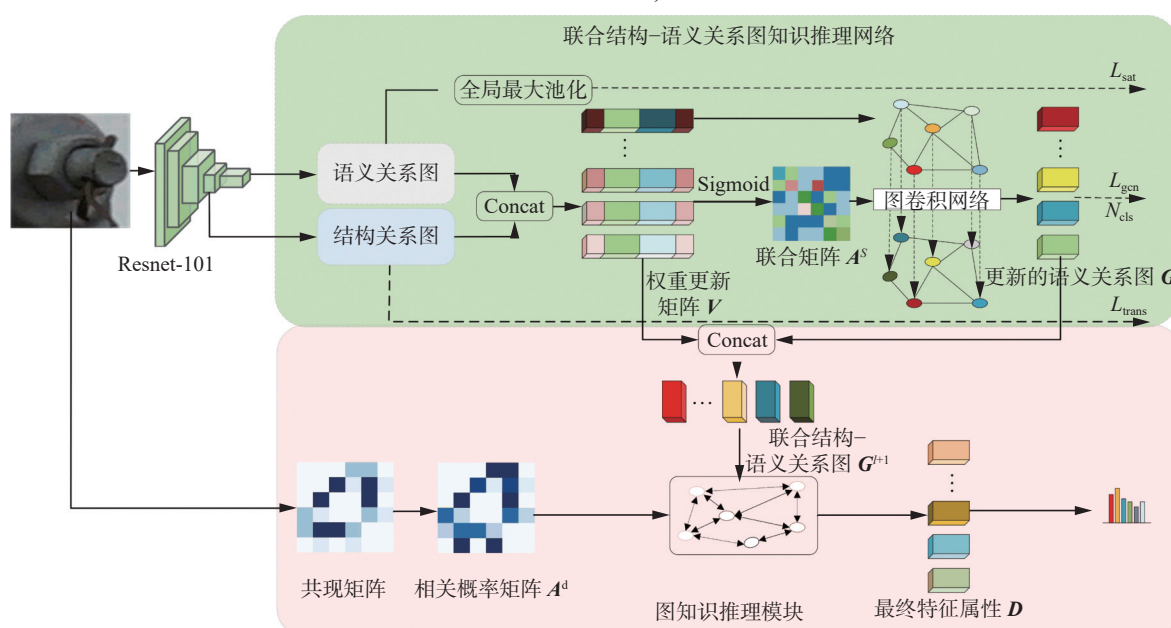 联合结构−语义关系图知识推理网络
全局最大池化
L_sat
语义关系图
Concat
Sigmoid
图卷积网络
L_gcn
N_cls
结构关系图
Resnet-101
联合矩阵 A^S
更新的语义关系图 G
权重更新
矩阵 V
L_trans
Concat
···
联合结构−
语义关系图 G^{l+1}
共现矩阵
相关概率矩阵 A^d
图知识推理模块
最终特征属性 D